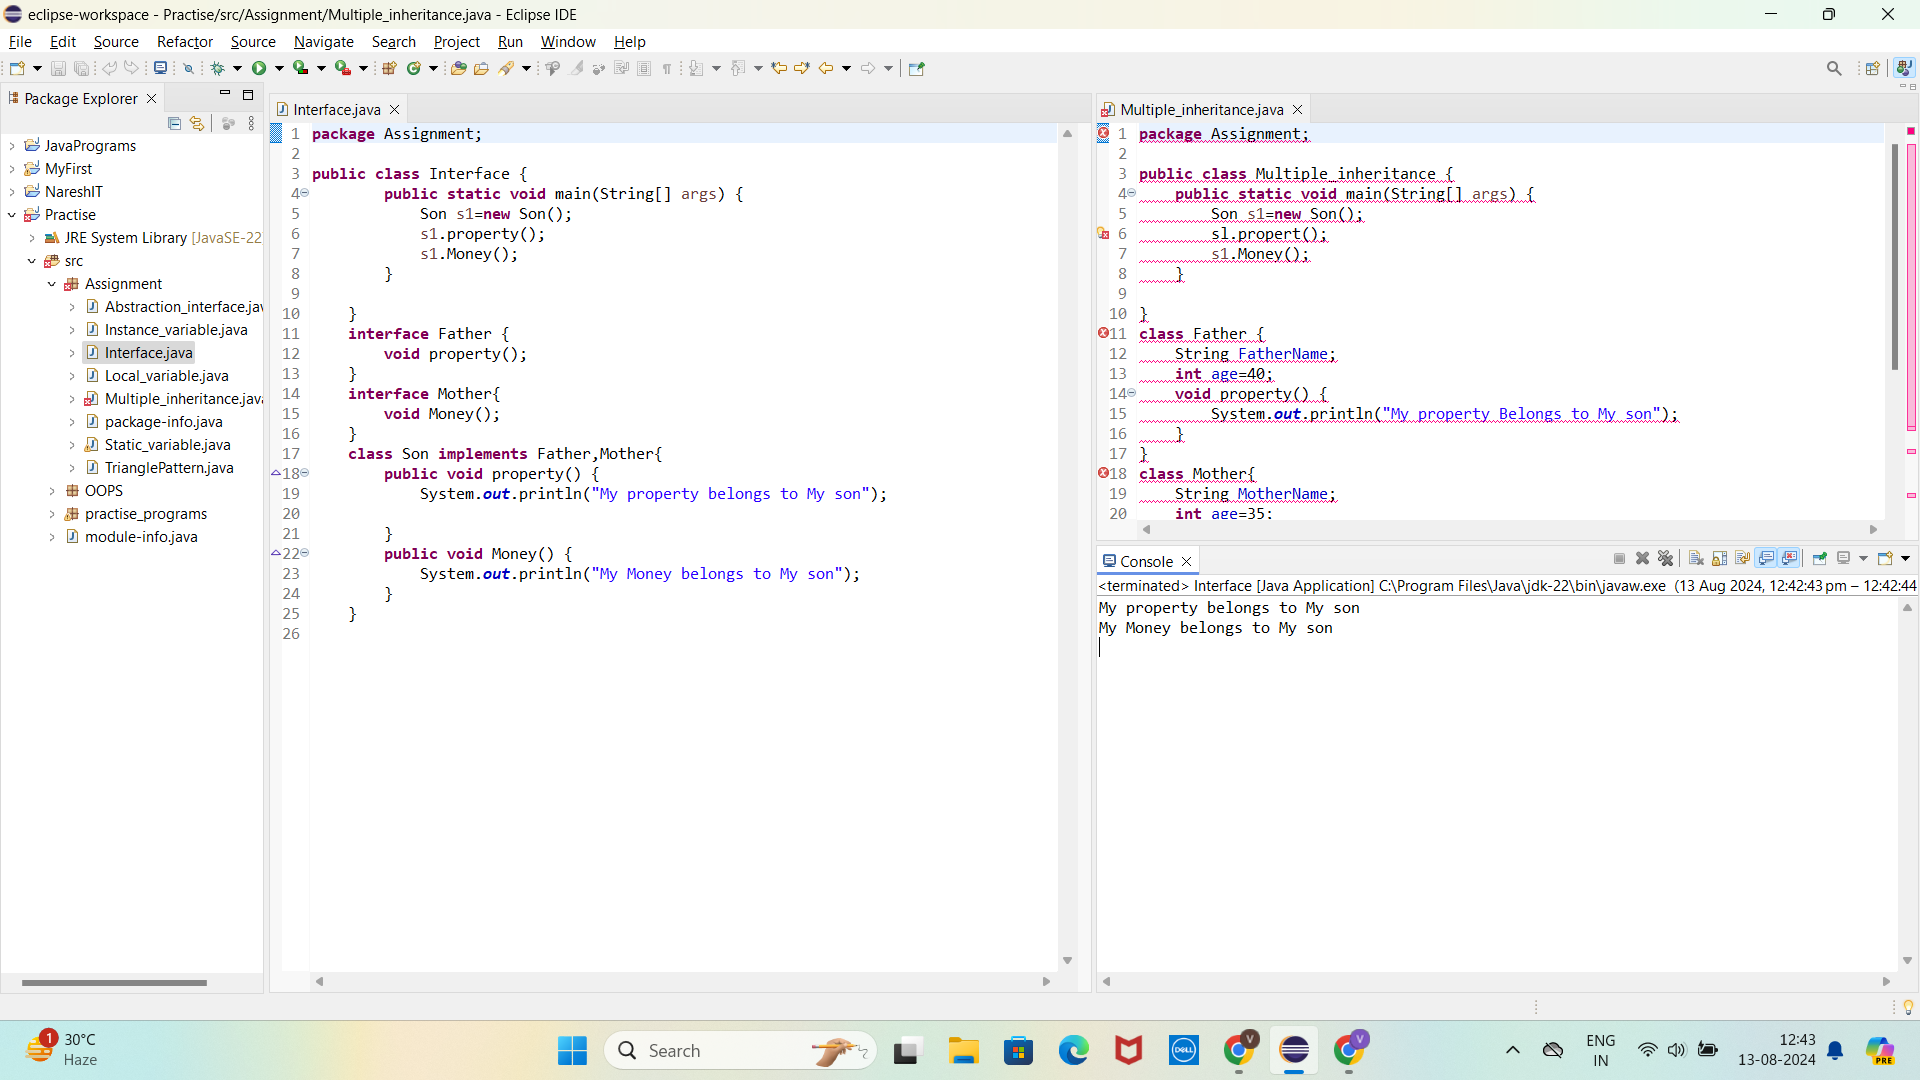 eclipse-workspace - Practise/src/Assignment/Multiple_inheritance.java - Eclipse IDE
File Edit Source Refactor Source Navigate Search Project Run Window Help
Package Explorer
JavaPrograms
MyFirst
NareshIT
Practise
JRE System Library [JavaSE-22
src
Assignment
Abstraction_interface.jav
Instance_variable.java
Interface.java
Local_variable.java
Multiple_inheritance.java
package-info.java
Static_variable.java
TrianglePattern.java
OOPS
practise_programs
module-info.java
Interface.java
1 package Assignment;
2
3 public class Interface {
4 public static void main(String[] args) {
5 Son s1=new Son();
6 s1.property();
7 s1.Money();
8 }
9
10 }
11 interface Father {
12 void property();
13 }
14 interface Mother{
15 void Money();
16 }
17 class Son implements Father,Mother{
18 public void property() {
19 System.out.println("My property belongs to My son");
20
21 }
22 public void Money() {
23 System.out.println("My Money belongs to My son");
24 }
25 }
26
Multiple_inheritance.java
1 package Assignment;
2
3 public class Multiple_inheritance {
4 public static void main(String[] args) {
5 Son s1=new Son();
6 sl.propert();
7 s1.Money();
8 }
9
10 }
11 class Father {
12 String FatherName;
13 int age=40;
14 void property() {
15 System.out.println("My property Belongs to My son");
16 }
17 }
18 class Mother{
19 String MotherName;
20 int age=35;
Console
<terminated> Interface [Java Application] C:\Program Files\Java\jdk-22\bin\javaw.exe (13 Aug 2024, 12:42:43 pm – 12:42:44
My property belongs to My son
My Money belongs to My son
1
30°C
Haze
Search
DELL
V
V
ENG
IN
12:43
13-08-2024
PRE